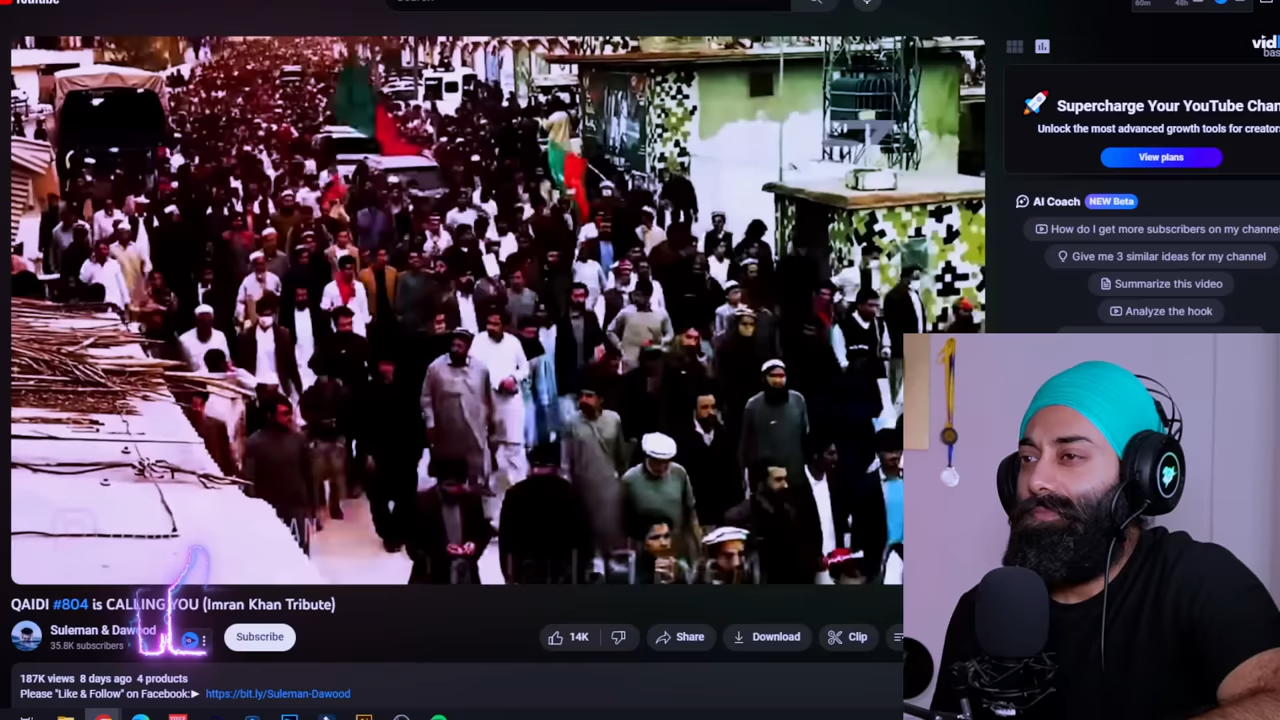 YouTube
60m
48h
Supercharge Your YouTube Chan
Unlock the most advanced growth tools for creator
View plans
AI Coach NEW Beta
How do I get more subscribers on my channe
Give me 3 similar ideas for my channel
Summarize this video
Analyze the hook
QAIDI #804 is CALLING YOU (Imran Khan Tribute)
Suleman & Dawood
35.8K subscribers
Subscribe
14K
Share
Download
Clip
187K views 8 days ago 4 products
Please "Like & Follow" on Facebook:► https://bit.ly/Suleman-Dawood